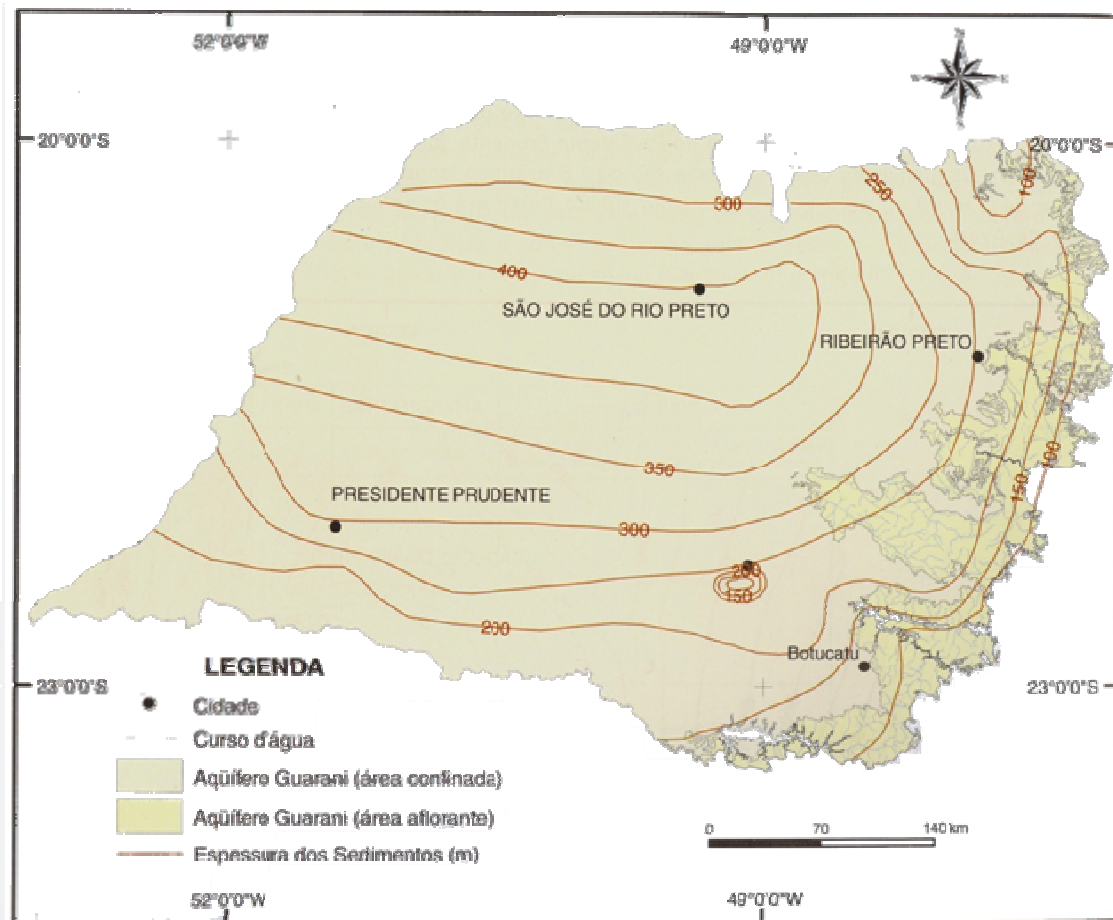 52°0'0"W
49°0'0"W
20°0'0"S
20°0'0"S
250
100
300
400
SÃO JOSÉ DO RIO PRETO
RIBEIRÃO PRETO
350
100
150
PRESIDENTE PRUDENTE
300
200
150
200
Botucatu
LEGENDA
23°0'0"S
23°0'0"S
Cidade
Curso d'água
Aqüífero Guarani (área confinada)
Aqüífero Guarani (área aflorante)
0 70 140 km
Espessura dos Sedimentos (m)
52°0'0"W
49°0'0"W